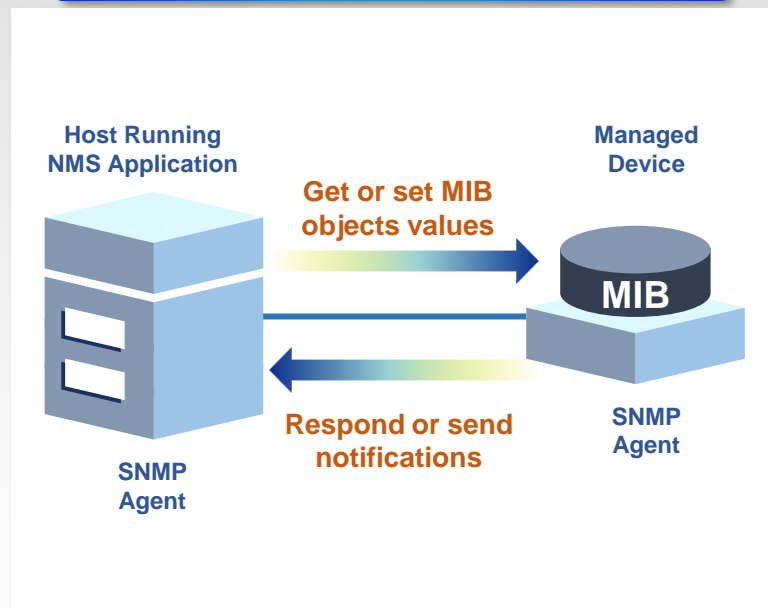 Host Running
NMS Application
Managed
Device
Get or set MIB
objects values
MIB
Respond or send
notifications
SNMP
Agent
SNMP
Agent